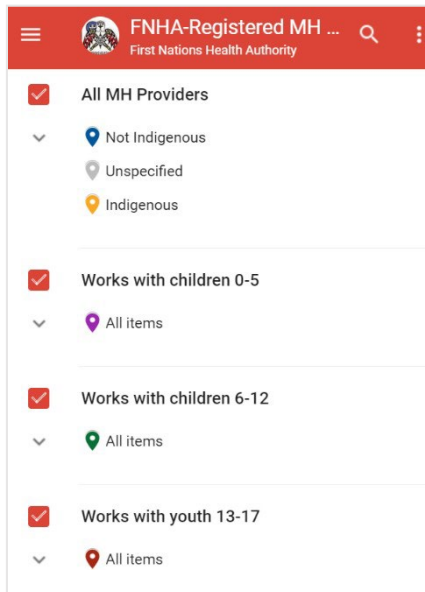 FNHA-Registered MH ...
First Nations Health Authority
All MH Providers
Not Indigenous
Unspecified
Indigenous
Works with children 0-5
All items
Works with children 6-12
All items
Works with youth 13-17
All items